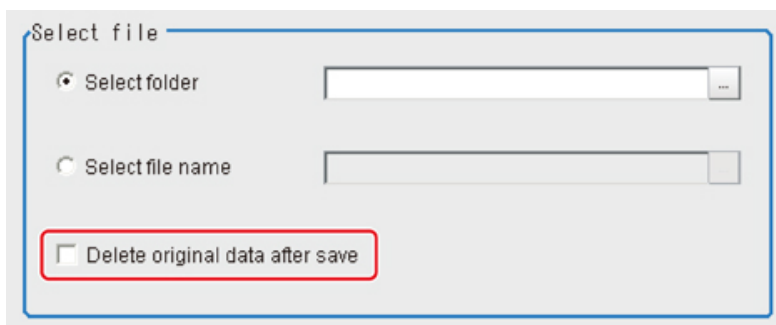 Select file
Select folder
...
Select file name
Delete original data after save